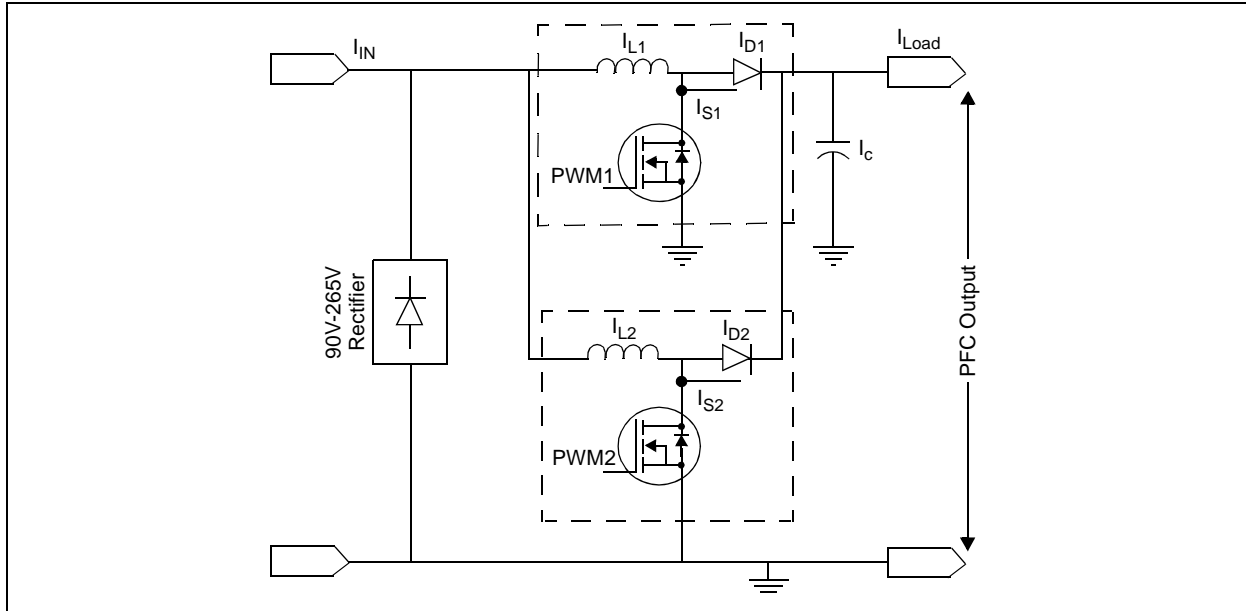 I_IN
I_L1
I_D1
I_Load
I_S1
I_c
PWM1
90V-265V
Rectifier
I_L2
I_D2
I_S2
PWM2
PFC Output